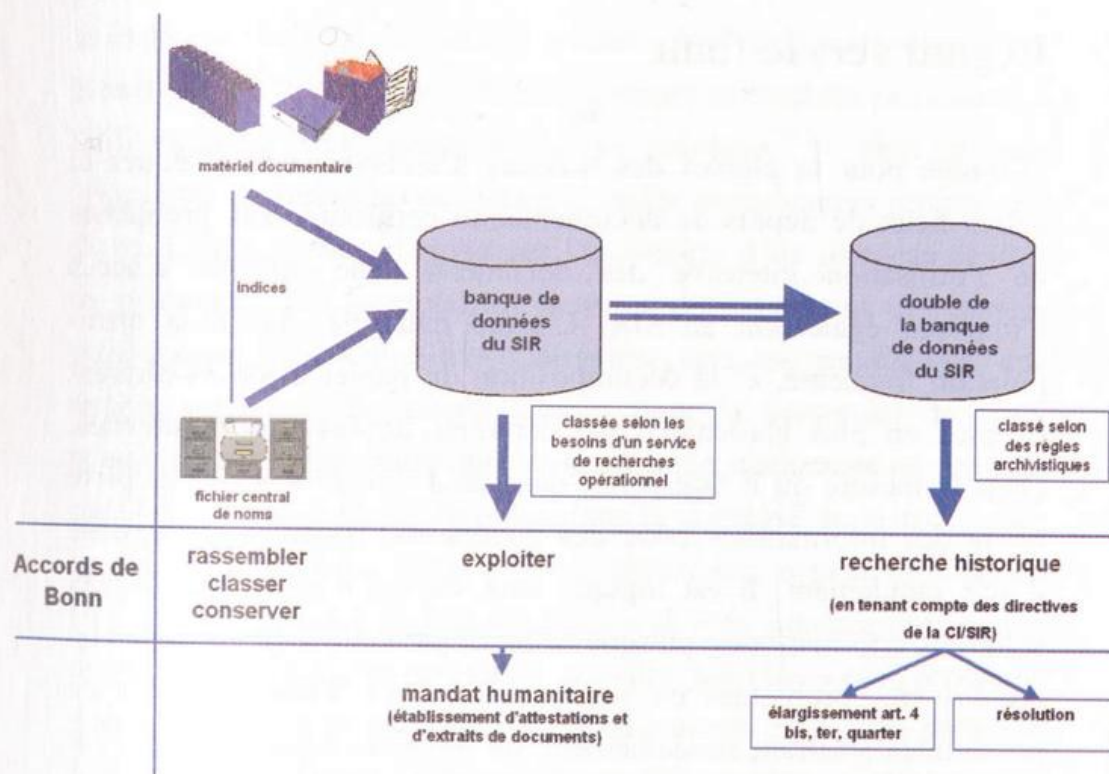 matériel documentaire
indices
fichier central
de noms
banque de
données
du SIR
double de
la banque
de données
du SIR
classée selon les
besoins d'un service
de recherches
opérationnel
classé selon
des règles
archivistiques
Accords de
Bonn
rassembler
classer
conserver
exploiter
recherche historique
(en tenant compte des directives
de la CI/SIR)
mandat humanitaire
(établissement d'attestations et
d'extraits de documents)
élargissement art. 4
bis, ter, quarter
résolution